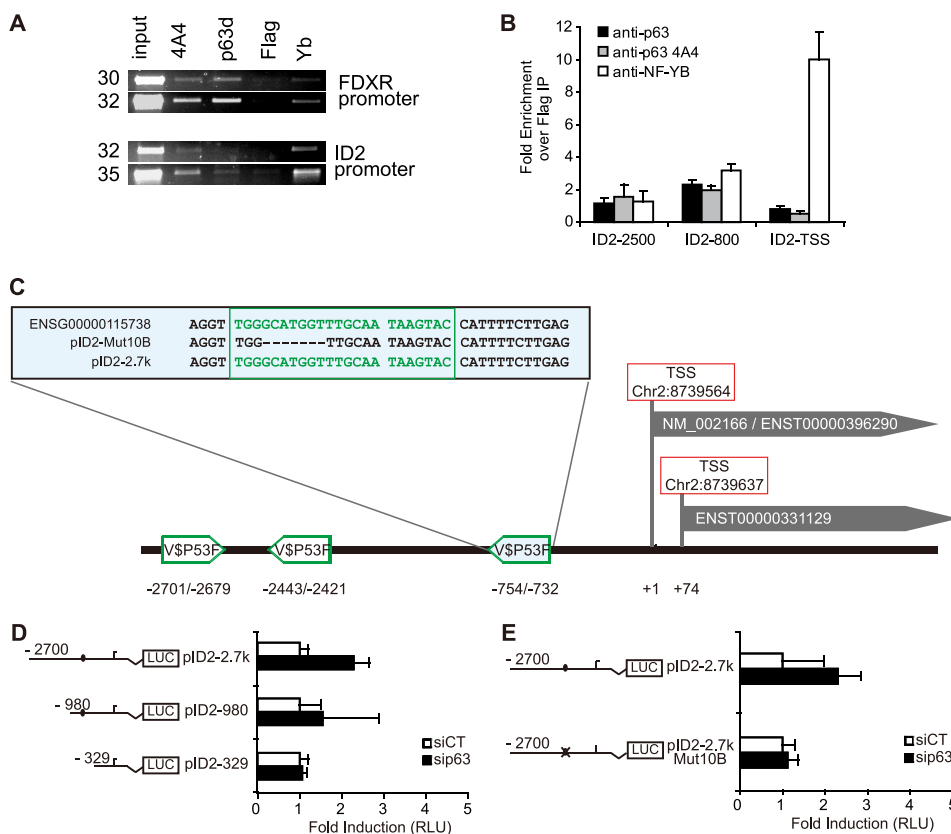 A
input
4A4
p63d
Flag
Yb
30
FDXR
32
promoter
32
ID2
35
promoter
B
anti-p63
anti-p63 4A4
anti-NF-YB
Fold Enrichment
over Flag IP
12
10
8
6
4
2
0
ID2-2500
ID2-800
ID2-TSS
C
ENSG00000115738 AGGT TGGGCATGGTTTGCAA TAAGTAC CATTTTCTTGAG
pID2-Mut10B AGGT TGG-------TTGCAA TAAGTAC CATTTTCTTGAG
pID2-2.7k AGGT TGGGCATGGTTTGCAA TAAGTAC CATTTTCTTGAG
TSS
Chr2:8739564
NM_002166 / ENST00000396290
TSS
Chr2:8739637
ENST00000331129
V$P53F
V$P53F
V$P53F
-2701/-2679
-2443/-2421
-754/-732
+1
+74
D
- 2700
LUC
pID2-2.7k
- 980
LUC
pID2-980
- 329
LUC
pID2-329
siCT
sip63
0 1 2 3 4 5
Fold Induction (RLU)
E
- 2700
LUC
pID2-2.7k
- 2700
LUC
pID2-2.7k
Mut10B
siCT
sip63
0 1 2 3 4 5
Fold Induction (RLU)